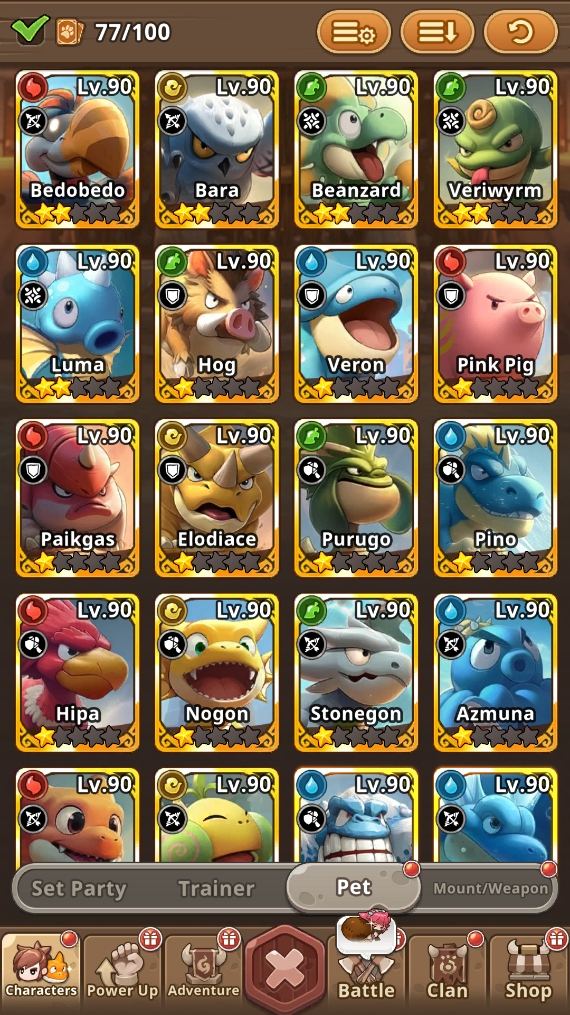 77/100
Lv.90 Lv.90 Lv.90 Lv.90
Bedobedo Bara Beanzard Veriwyrm
Lv.90 Lv.90 Lv.90 Lv.90
Luma Hog Veron Pink Pig
Lv.90 Lv.90 Lv.90 Lv.90
Paikgas Elodiace Purugo Pino
Lv.90 Lv.90 Lv.90 Lv.90
Hipa Nogon Stonegon Azmuna
Lv.90 Lv.90 Lv.90 Lv.90
Set Party Trainer Pet Mount/Weapon
Characters Power Up Adventure Battle Clan Shop